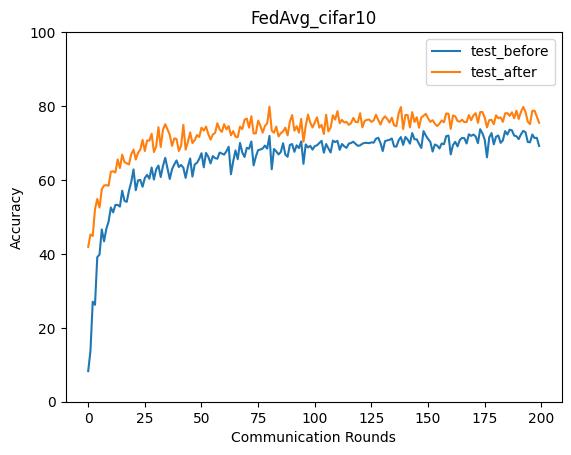 FedAvg_cifar10
test_before
test_after
100
80
60
40
20
0
Accuracy
0 25 50 75 100 125 150 175 200
Communication Rounds